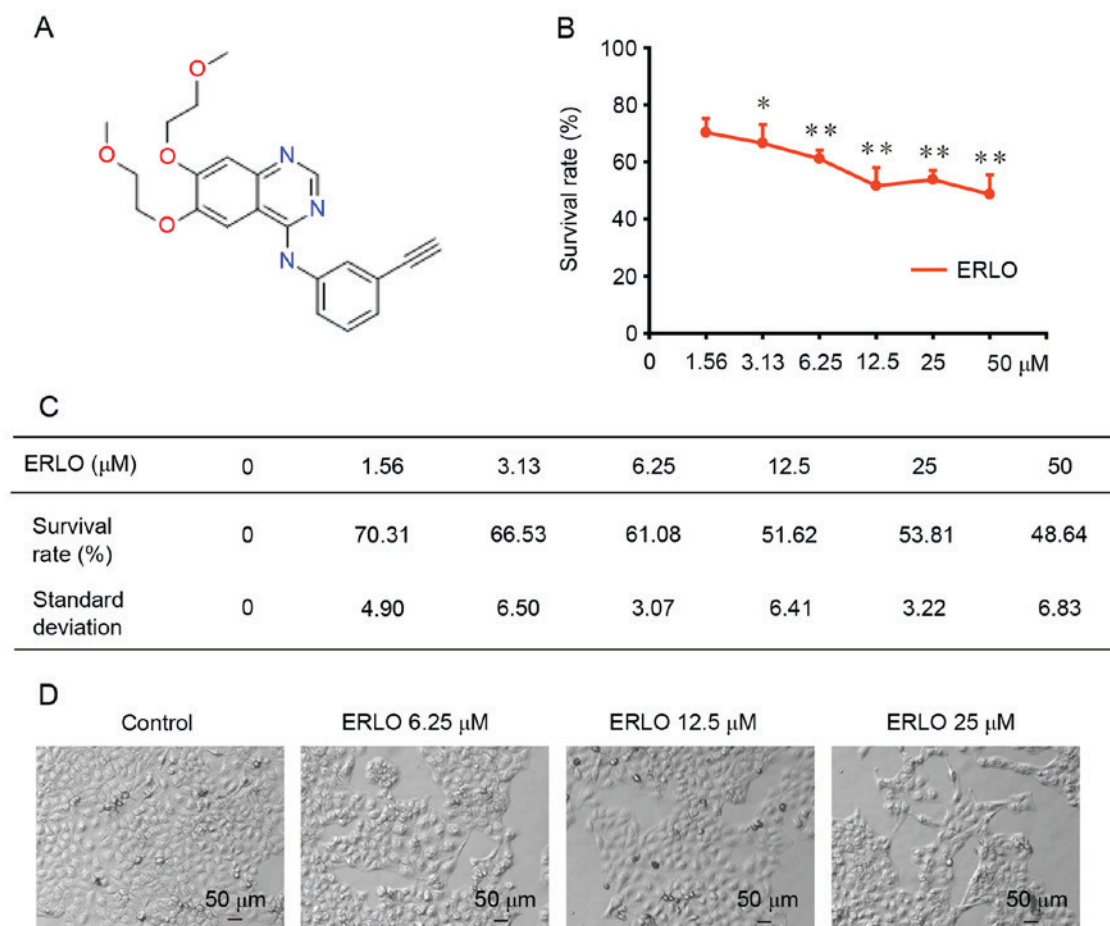 A
O
O
O
O
N
N
N
B
Survival rate (%)
100
80
60
40
20
0
*
**
**
**
**
ERLO
0 1.56 3.13 6.25 12.5 25 50 μM
C
ERLO (μM) 0 1.56 3.13 6.25 12.5 25 50
Survival
rate (%) 0 70.31 66.53 61.08 51.62 53.81 48.64
Standard
deviation 0 4.90 6.50 3.07 6.41 3.22 6.83
D
Control ERLO 6.25 μM ERLO 12.5 μM ERLO 25 μM
50 μm 50 μm 50 μm 50 μm